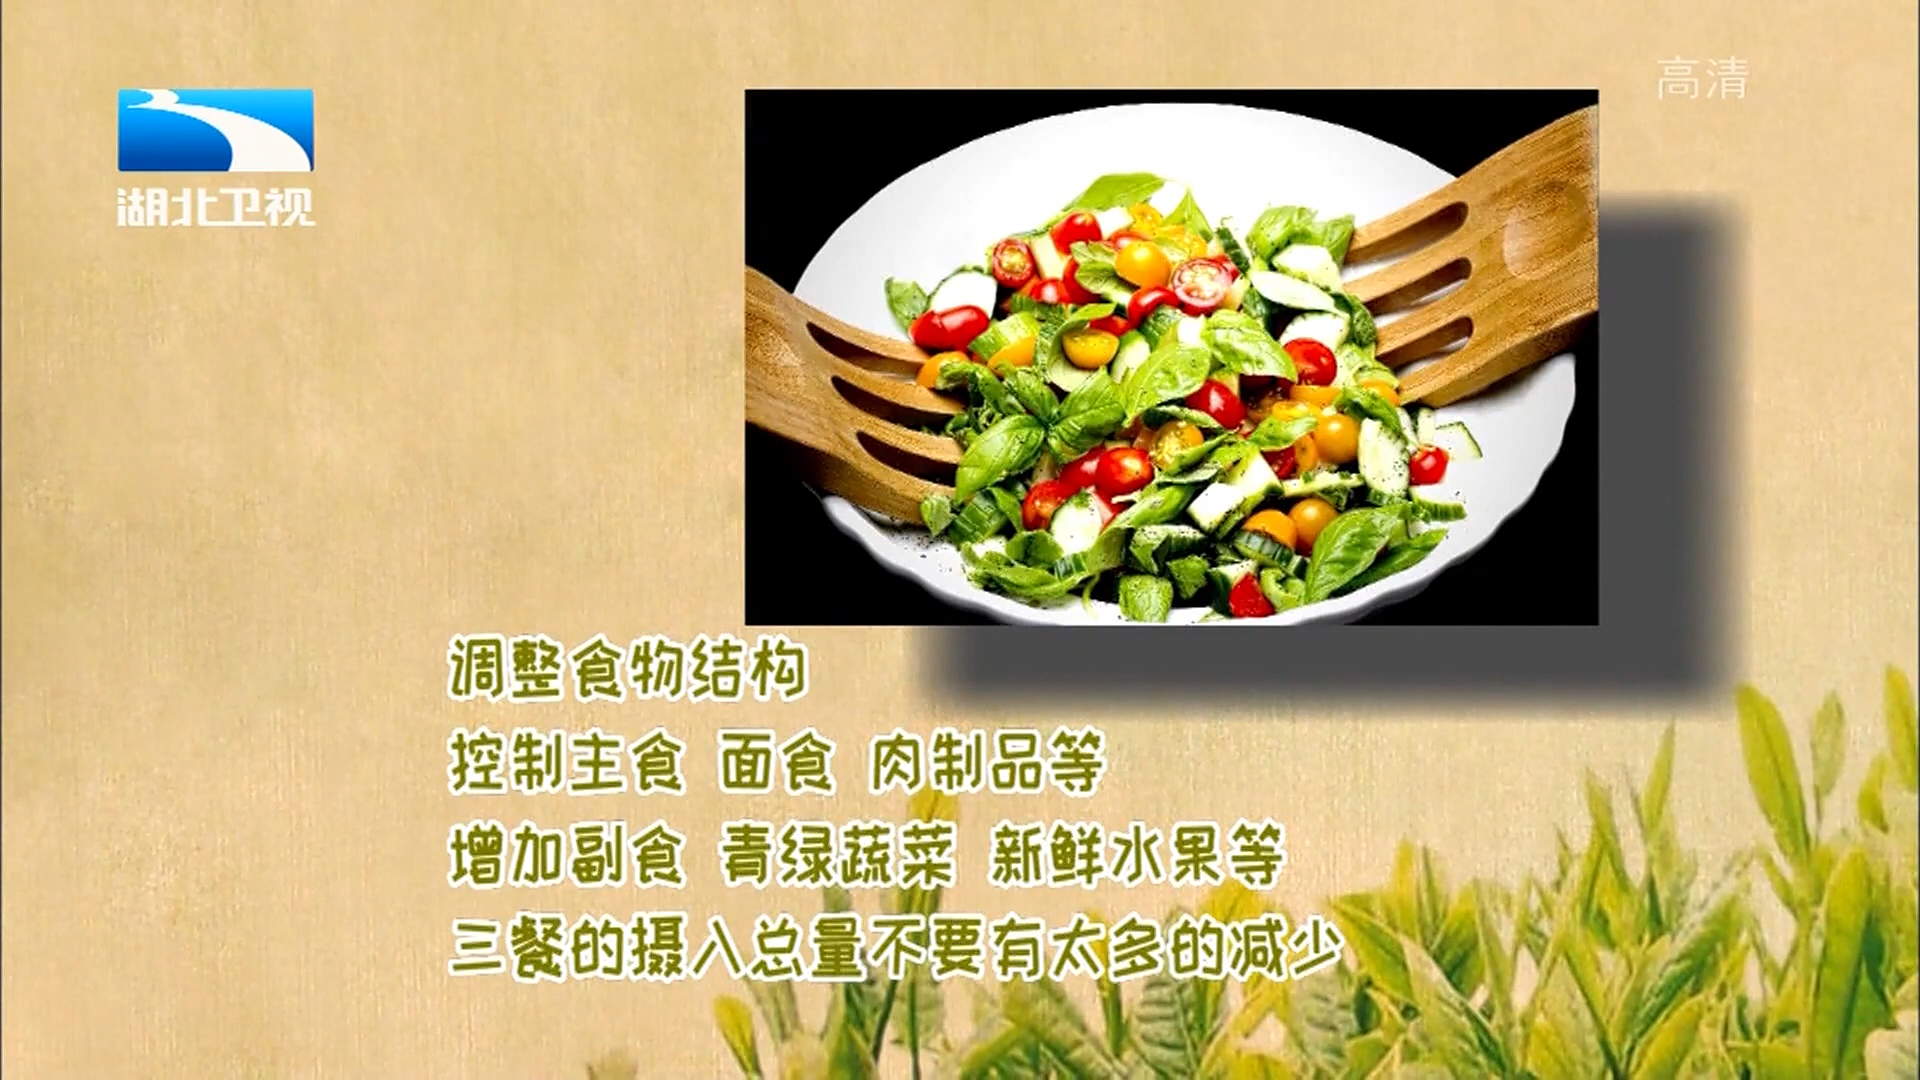 高清
湖北卫视
调整食物结构
控制主食 面食 肉制品等
增加副食 青绿蔬菜 新鲜水果等
三餐的摄入总量不要有太多的减少